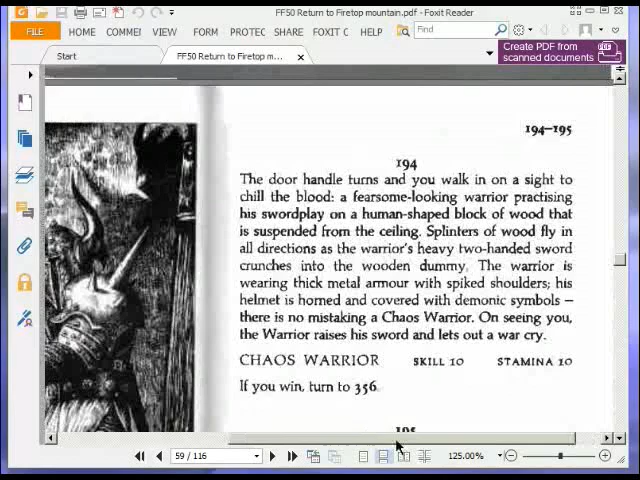 FF50 Return to Firetop mountain.pdf - Foxit Reader
FILE HOME COMMEI VIEW FORM PROTEC SHARE FOXIT C HELP Find
Create PDF from
scanned documents
Start FF50 Return to Firetop m...
194-195
194
The door handle turns and you walk in on a sight to
chill the blood: a fearsome-looking warrior practising
his swordplay on a human-shaped block of wood that
is suspended from the ceiling. Splinters of wood fly in
all directions as the warrior's heavy two-handed sword
crunches into the wooden dummy. The warrior is
wearing thick metal armour with spiked shoulders; his
helmet is horned and covered with demonic symbols –
there is no mistaking a Chaos Warrior. On seeing you,
the Warrior raises his sword and lets out a war cry.
CHAOS WARRIOR SKILL 10 STAMINA 10
If you win, turn to 356.
195
59 / 116 125.00%